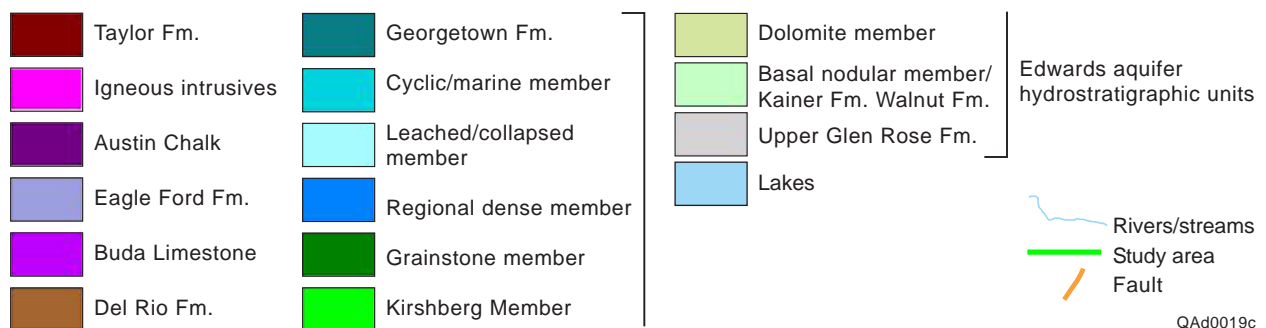 Taylor Fm.
Igneous intrusives
Austin Chalk
Eagle Ford Fm.
Buda Limestone
Del Rio Fm.
Georgetown Fm.
Cyclic/marine member
Leached/collapsed
member
Regional dense member
Grainstone member
Kirshberg Member
Dolomite member
Basal nodular member/
Kainer Fm. Walnut Fm.
Upper Glen Rose Fm.
Lakes
Edwards aquifer
hydrostratigraphic units
Rivers/streams
Study area
Fault
QAd0019c